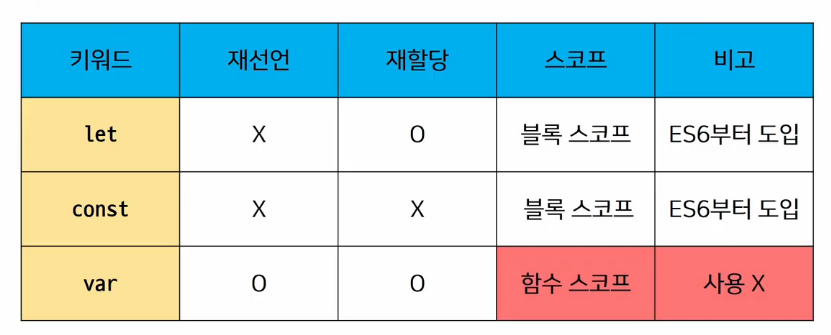 키워드 재선언 재할당 스코프 비고
let X O 블록 스코프 ES6부터 도입
const X X 블록 스코프 ES6부터 도입
var O O 함수 스코프 사용 X